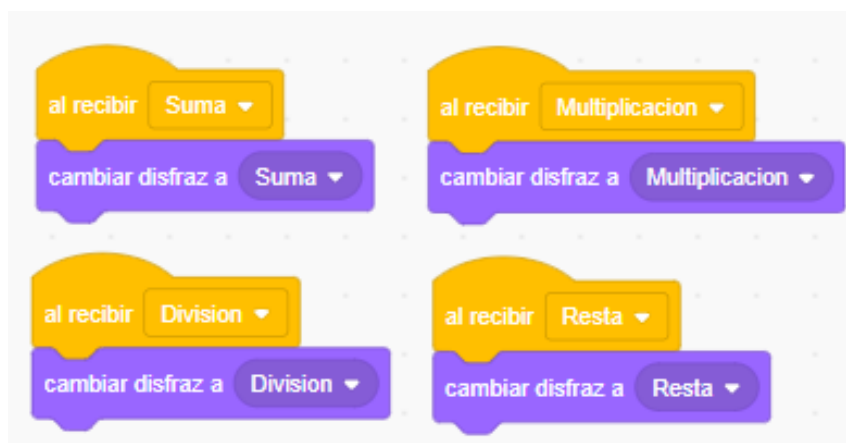 al recibir Suma
cambiar disfraz a Suma
al recibir Multiplicacion
cambiar disfraz a Multiplicacion
al recibir Division
cambiar disfraz a Division
al recibir Resta
cambiar disfraz a Resta